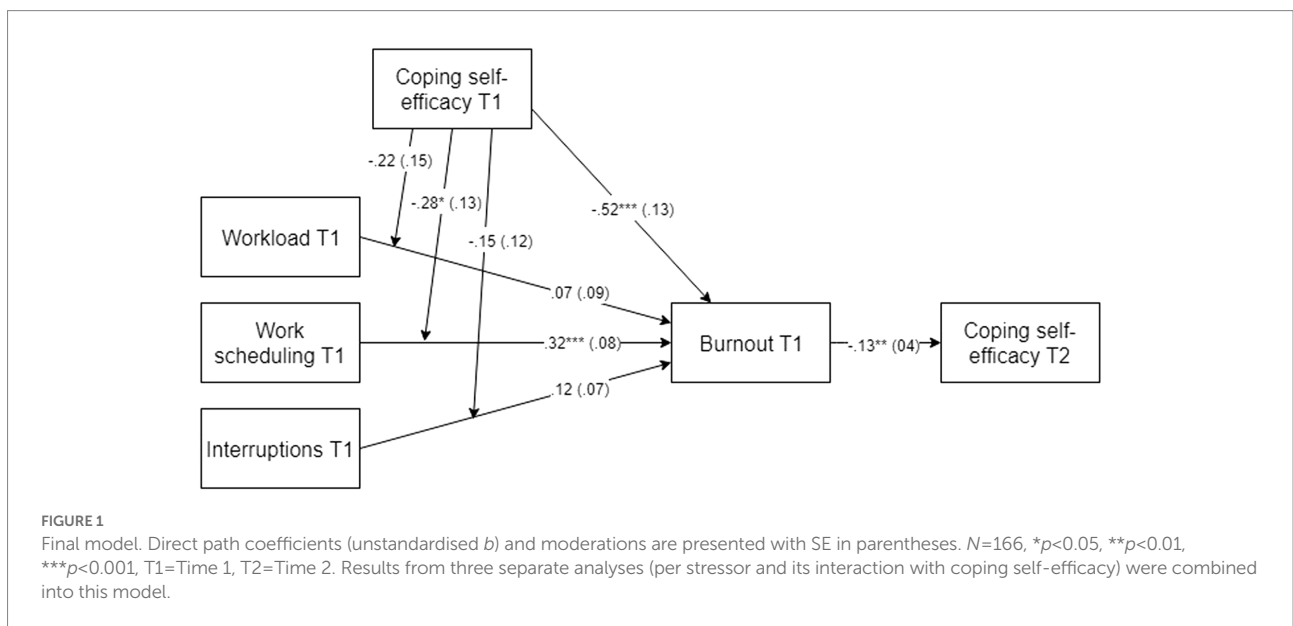 Coping self-
efficacy T1
-.22 (.15)
-.28* (.13)
-.15 (.12)
-.52*** (.13)
Workload T1
.07 (.09)
Work
scheduling T1
.32*** (.08)
Burnout T1
-.13** (04)
Coping self-
efficacy T2
.12 (.07)
Interruptions T1
FIGURE 1
Final model. Direct path coefficients (unstandardised b) and moderations are presented with SE in parentheses. N=166, *p<0.05, **p<0.01,
***p<0.001, T1=Time 1, T2=Time 2. Results from three separate analyses (per stressor and its interaction with coping self-efficacy) were combined
into this model.